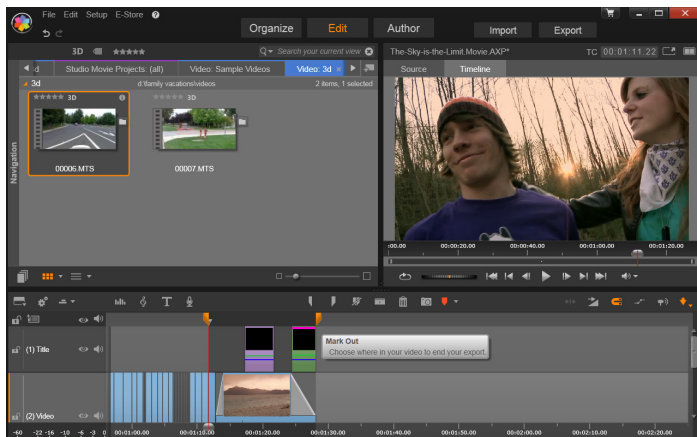 File Edit Setup E-Store ?
Organize Edit Author Import Export
3D Search your current view
The-Sky-is-the-Limit.Movie.AXP* TC 00:01:11.22
d Studio Movie Projects: (all) Video: Sample Videos Video: 3d ×
Source Timeline
3d d:\family vacations\videos 2 items, 1 selected
3D 3D
00006.MTS 00007.MTS
Navigation
:00.00 00:00:20.00 00:00:40.00 00:01:00.00 00:01:20.00
(1) Title
Mark Out
Choose where in your video to end your export.
(2) Video
-60 -22 -16 -10 -6 -3 0 00:01:00.00 00:01:10.00 00:01:20.00 00:01:30.00 00:01:40.00 00:01:50.00 00:02:00.00 00:02:10.00 00:02:20.00